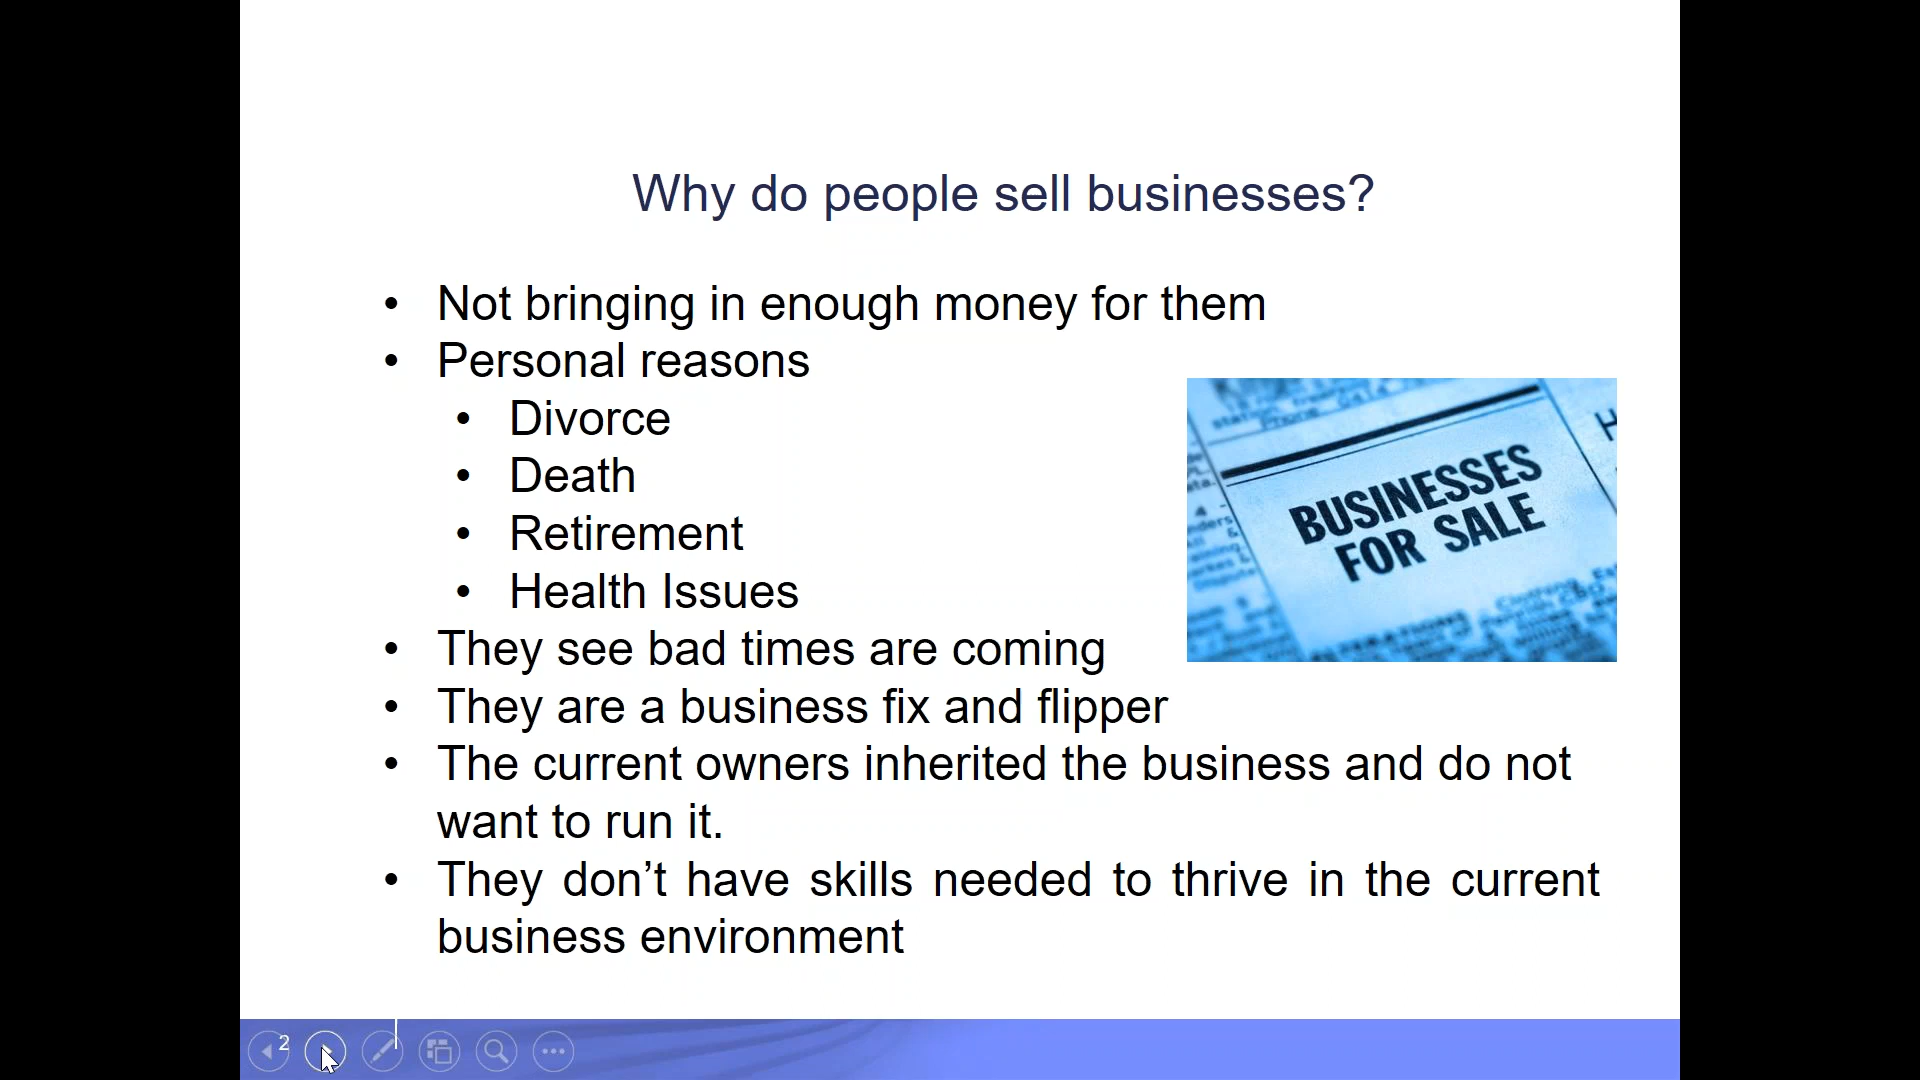 Why do people sell businesses?
• Not bringing in enough money for them
• Personal reasons
• Divorce
• Death
• Retirement
• Health Issues
• They see bad times are coming
• They are a business fix and flipper
• The current owners inherited the business and do not
want to run it.
• They don’t have skills needed to thrive in the current
business environment
Phone
BUSINESSES
FOR SALE
2